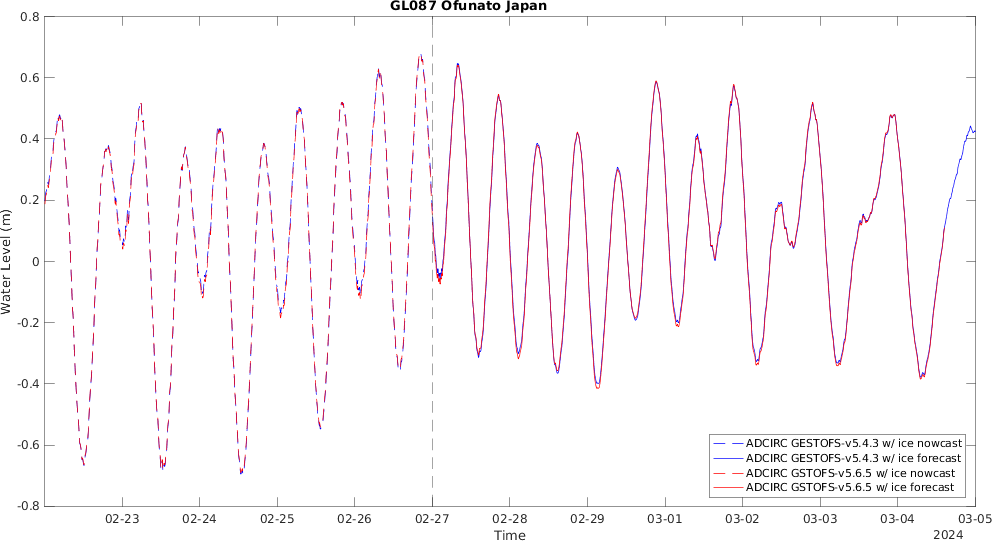 GL087 Ofunato Japan
0.8
0.6
0.4
0.2
0
-0.2
-0.4
-0.6
-0.8
Water Level (m)
ADCIRC GESTOFS-v5.4.3 w/ ice nowcast
ADCIRC GESTOFS-v5.4.3 w/ ice forecast
ADCIRC GSTOFS-v5.6.5 w/ ice nowcast
ADCIRC GSTOFS-v5.6.5 w/ ice forecast
02-23 02-24 02-25 02-26 02-27 02-28 02-29 03-01 03-02 03-03 03-04 03-05
Time 2024